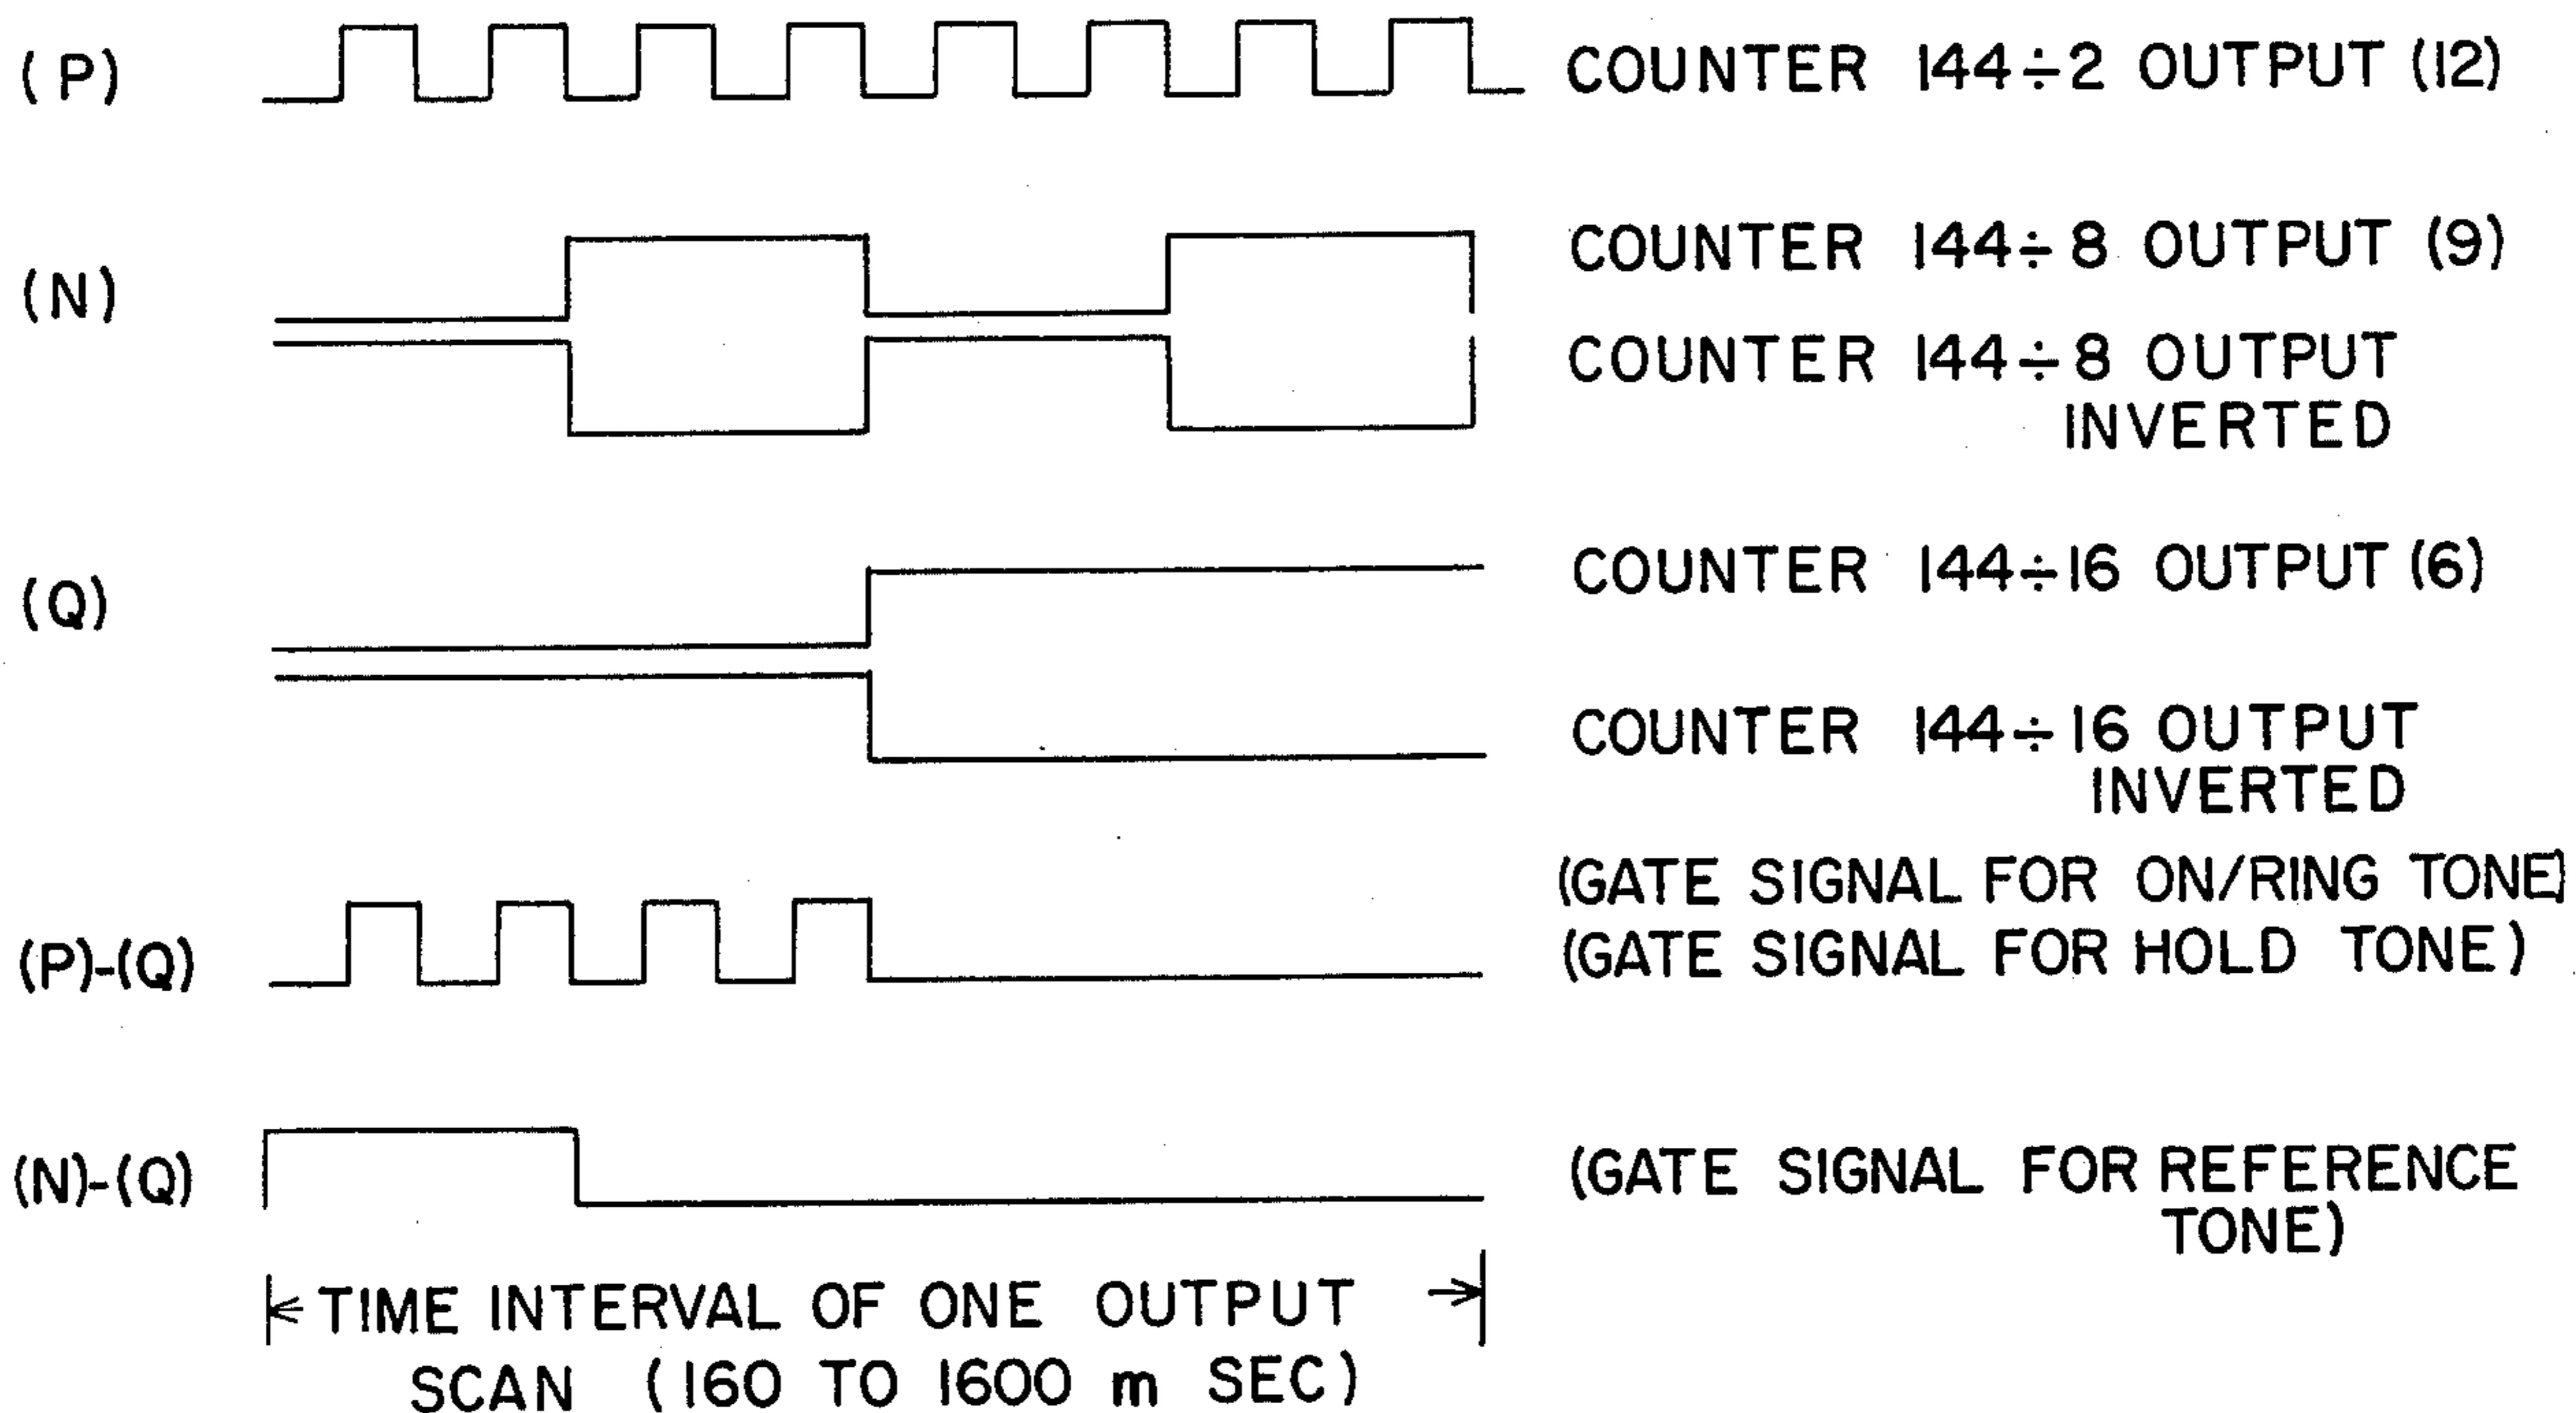 (P)
COUNTER 144÷2 OUTPUT (12)
(N)
COUNTER 144÷8 OUTPUT (9)
COUNTER 144÷8 OUTPUT
INVERTED
(Q)
COUNTER 144÷16 OUTPUT (6)
COUNTER 144÷16 OUTPUT
INVERTED
(P)-(Q)
(GATE SIGNAL FOR ON/RING TONE)
(GATE SIGNAL FOR HOLD TONE)
(N)-(Q)
(GATE SIGNAL FOR REFERENCE
TONE)
TIME INTERVAL OF ONE OUTPUT
SCAN (160 TO 1600 m SEC)